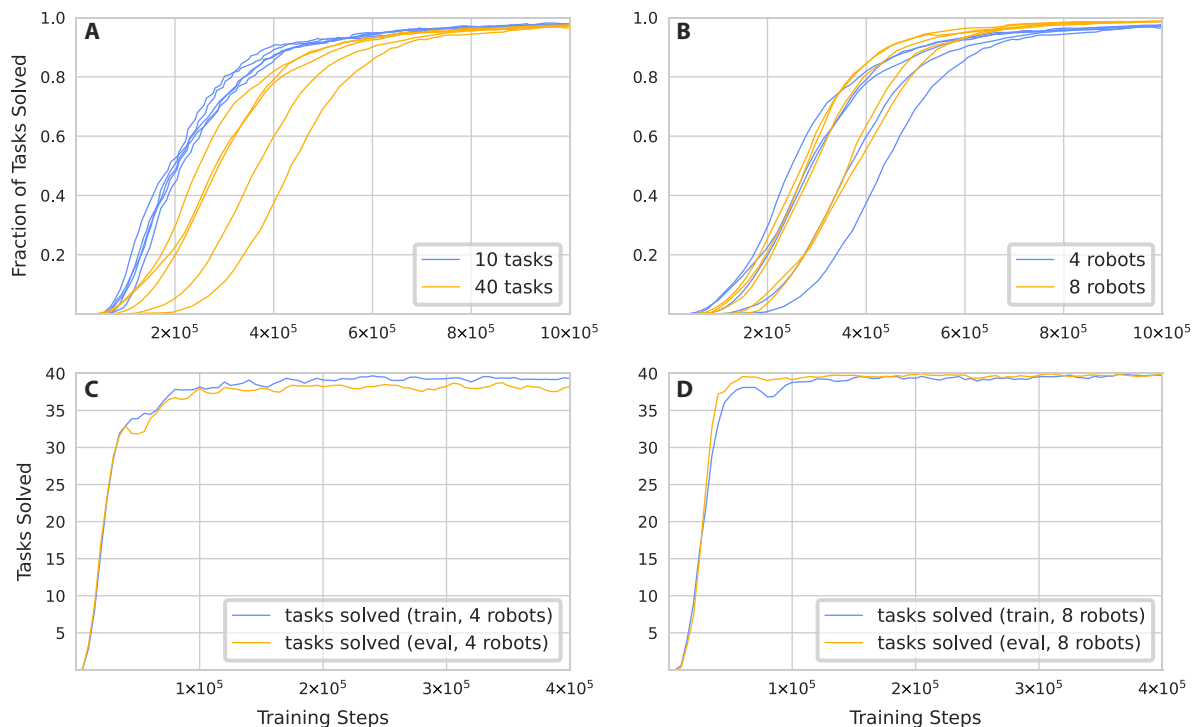 A
1.0
0.8
0.6
0.4
0.2
Fraction of Tasks Solved
10 tasks
40 tasks
2×10⁵
4×10⁵
6×10⁵
8×10⁵
10×10⁵
B
1.0
0.8
0.6
0.4
0.2
4 robots
8 robots
2×10⁵
4×10⁵
6×10⁵
8×10⁵
10×10⁵
C
40
35
30
25
20
15
10
5
Tasks Solved
tasks solved (train, 4 robots)
tasks solved (eval, 4 robots)
1×10⁵
2×10⁵
3×10⁵
4×10⁵
Training Steps
D
40
35
30
25
20
15
10
5
tasks solved (train, 8 robots)
tasks solved (eval, 8 robots)
1×10⁵
2×10⁵
3×10⁵
4×10⁵
Training Steps